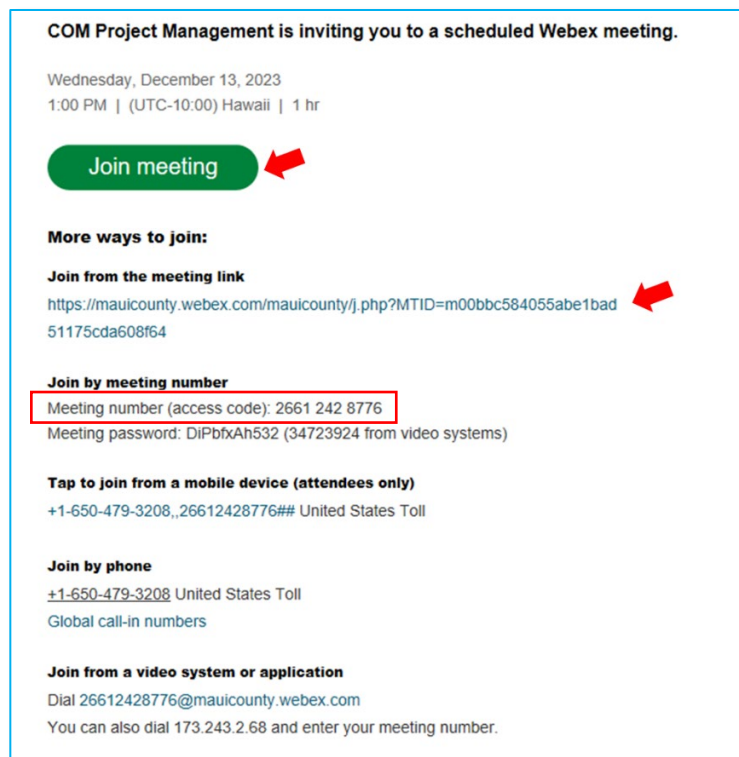 COM Project Management is inviting you to a scheduled Webex meeting.
Wednesday, December 13, 2023
1:00 PM | (UTC-10:00) Hawaii | 1 hr
Join meeting
More ways to join:
Join from the meeting link
https://mauicounty.webex.com/mauicounty/j.php?MTID=m00bbc584055abe1bad
51175cda608f64
Join by meeting number
Meeting number (access code): 2661 242 8776
Meeting password: DiPbfxAh532 (34723924 from video systems)
Tap to join from a mobile device (attendees only)
+1-650-479-3208,,26612428776## United States Toll
Join by phone
+1-650-479-3208 United States Toll
Global call-in numbers
Join from a video system or application
Dial 26612428776@mauicounty.webex.com
You can also dial 173.243.2.68 and enter your meeting number.